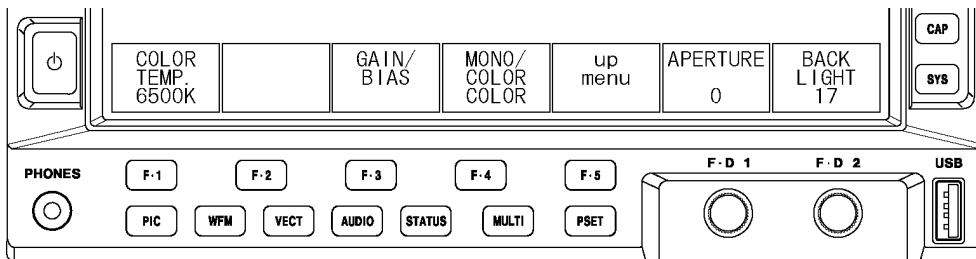 CAP
COLOR
TEMP.
6500K
GAIN/
BIAS
MONO/
COLOR
COLOR
up
menu
APERTURE
0
BACK
LIGHT
17
SYS
PHONES
F·1
F·2
F·3
F·4
F·5
F·D 1
F·D 2
USB
PIC
WFM
VECT
AUDIO
STATUS
MULTI
PSET